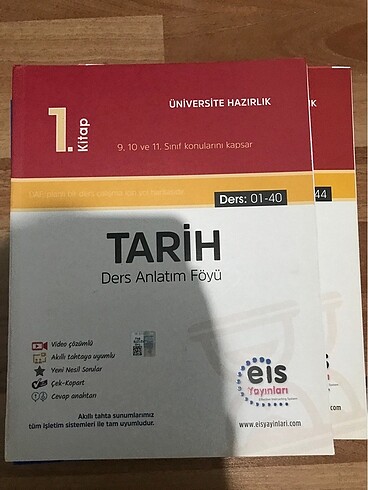 ÜNİVERSİTE HAZIRLIK
1.
Kitap
9, 10 ve 11. Sınıf konularını kapsar
Ders: 01-40
44
IK
TARİH
Ders Anlatım Föyü
Video çözümlü
Akıllı tahtaya uyumlu
Yeni Nesil Sorular
Çek-Kopart
Cevap anahtarı
eis
Yayınları
Akıllı tahta sunumlarımız
tüm işletim sistemleri ile tam uyumludur.
www.eisyayinlari.com
.com